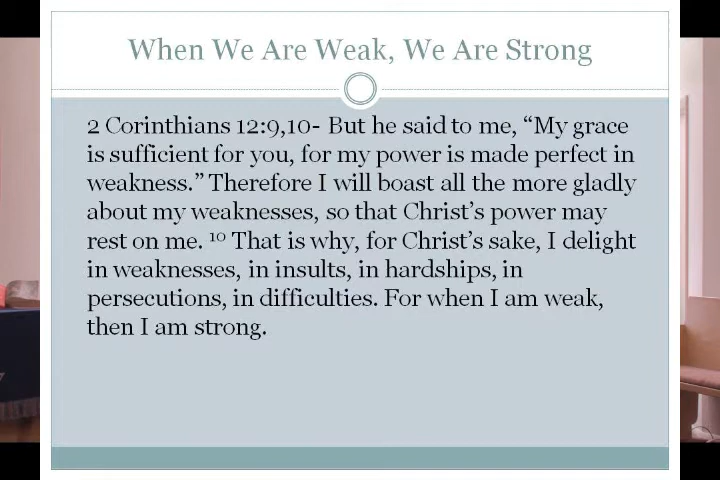 When We Are Weak, We Are Strong
2 Corinthians 12:9,10- But he said to me, “My grace
is sufficient for you, for my power is made perfect in
weakness.” Therefore I will boast all the more gladly
about my weaknesses, so that Christ’s power may
rest on me. ¹⁰ That is why, for Christ’s sake, I delight
in weaknesses, in insults, in hardships, in
persecutions, in difficulties. For when I am weak,
then I am strong.